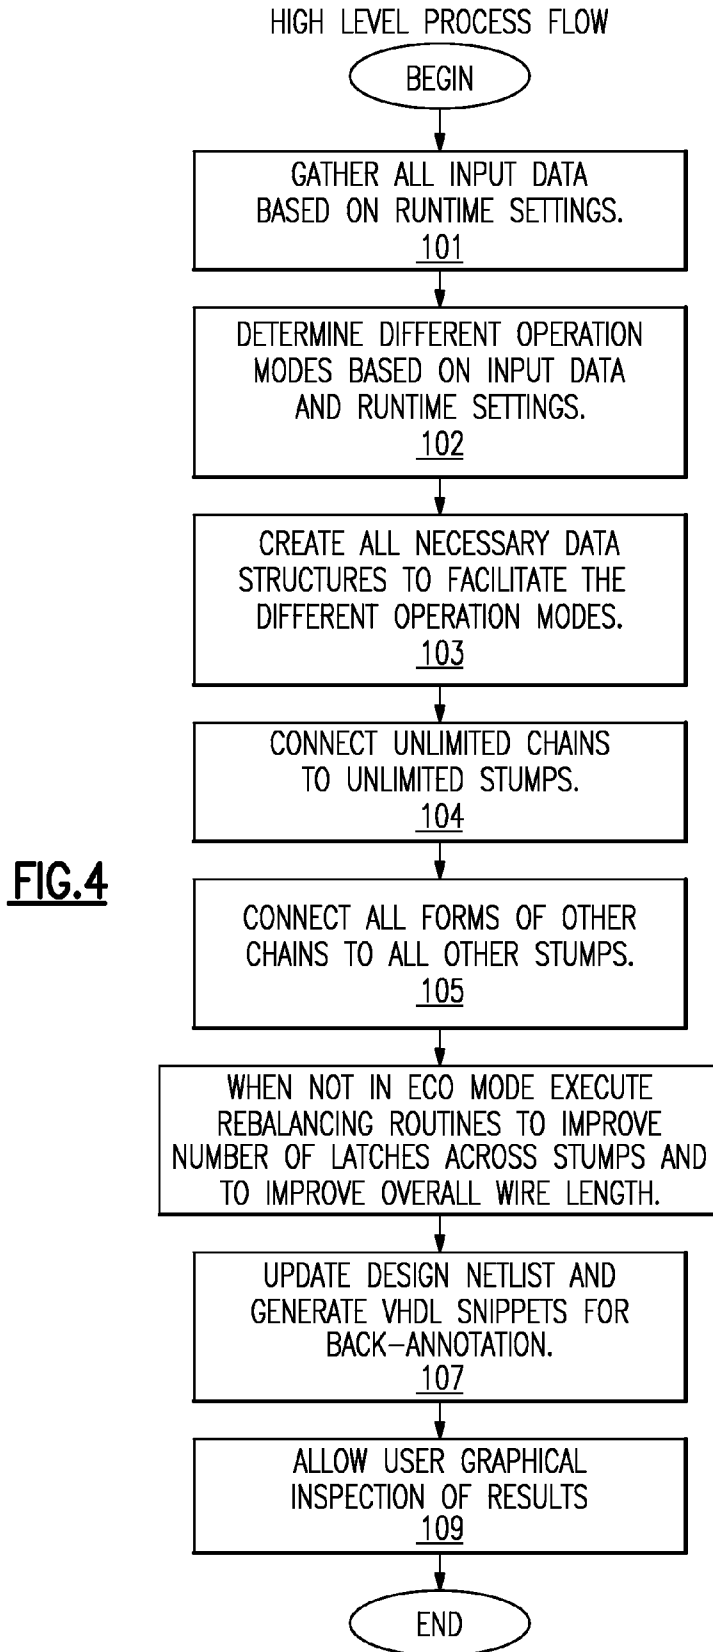 HIGH LEVEL PROCESS FLOW
BEGIN
GATHER ALL INPUT DATA
BASED ON RUNTIME SETTINGS.
101
DETERMINE DIFFERENT OPERATION
MODES BASED ON INPUT DATA
AND RUNTIME SETTINGS.
102
CREATE ALL NECESSARY DATA
STRUCTURES TO FACILITATE THE
DIFFERENT OPERATION MODES.
103
CONNECT UNLIMITED CHAINS
TO UNLIMITED STUMPS.
104
FIG.4
CONNECT ALL FORMS OF OTHER
CHAINS TO ALL OTHER STUMPS.
105
WHEN NOT IN ECO MODE EXECUTE
REBALANCING ROUTINES TO IMPROVE
NUMBER OF LATCHES ACROSS STUMPS AND
TO IMPROVE OVERALL WIRE LENGTH.
UPDATE DESIGN NETLIST AND
GENERATE VHDL SNIPPETS FOR
BACK-ANNOTATION.
107
ALLOW USER GRAPHICAL
INSPECTION OF RESULTS
109
END